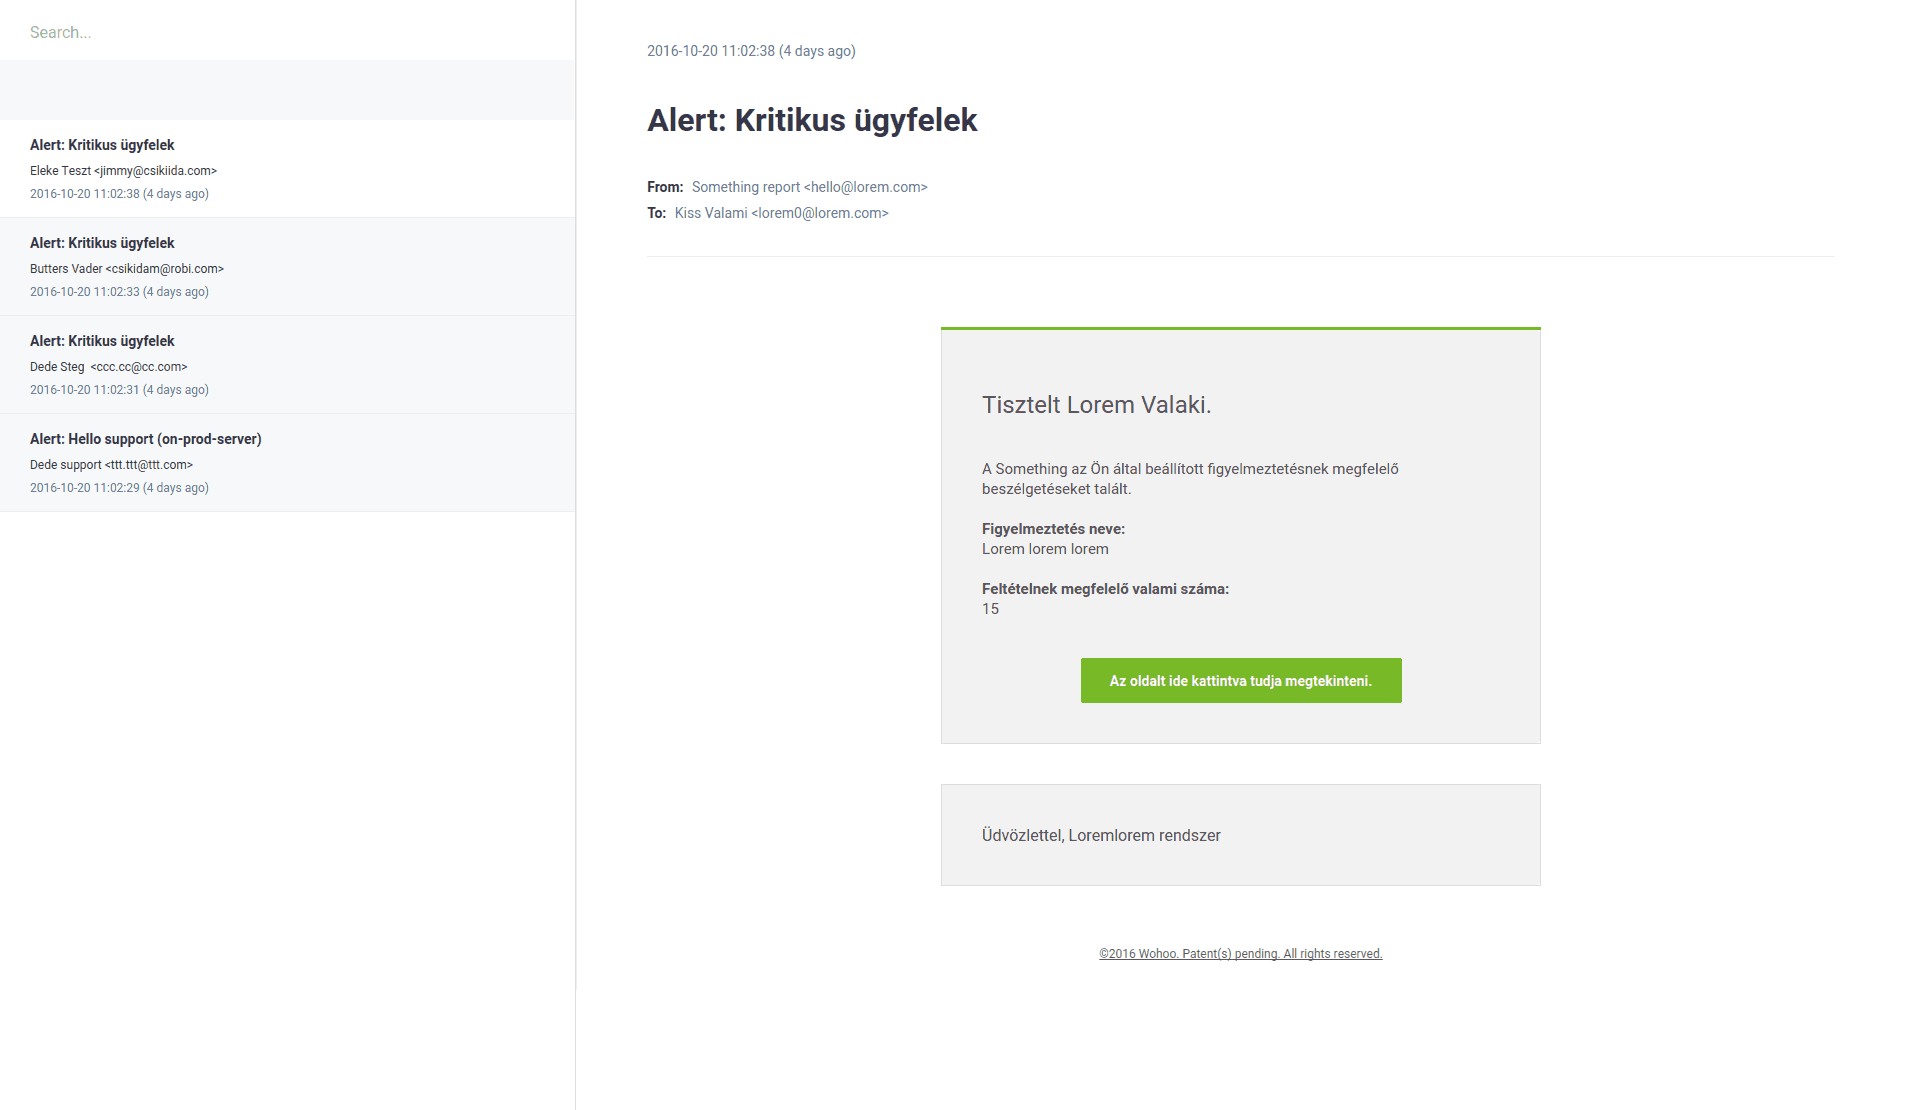 Search...
Alert: Kritikus ügyfelek
Eleke Teszt <jimmy@csikiida.com>
2016-10-20 11:02:38 (4 days ago)
Alert: Kritikus ügyfelek
Butters Vader <csikidam@robi.com>
2016-10-20 11:02:33 (4 days ago)
Alert: Kritikus ügyfelek
Dede Steg <ccc.cc@cc.com>
2016-10-20 11:02:31 (4 days ago)
Alert: Hello support (on-prod-server)
Dede support <ttt.ttt@ttt.com>
2016-10-20 11:02:29 (4 days ago)
2016-10-20 11:02:38 (4 days ago)
Alert: Kritikus ügyfelek
From: Something report <hello@lorem.com>
To: Kiss Valami <lorem0@lorem.com>
Tisztelt Lorem Valaki.
A Something az Ön által beállított figyelmeztetésnek megfelelő
beszélgetéseket talált.
Figyelmeztetés neve:
Lorem lorem lorem
Feltételnek megfelelő valami száma:
15
Az oldalt ide kattintva tudja megtekinteni.
Üdvözlettel, Loremlorem rendszer
©2016 Wohoo. Patent(s) pending. All rights reserved.